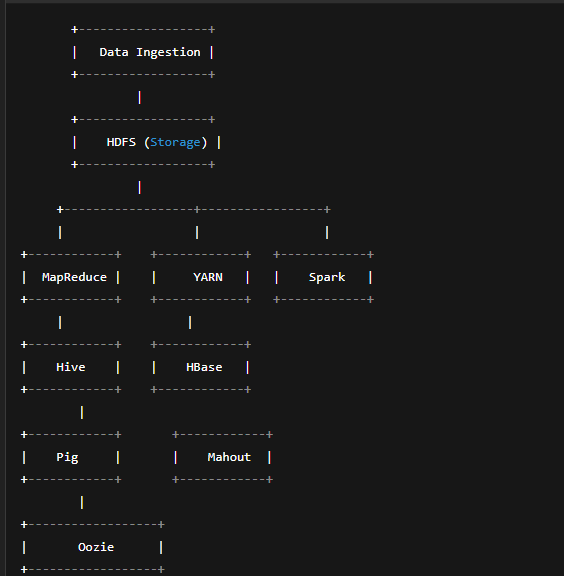 Data Ingestion
HDFS (Storage)
MapReduce YARN Spark
Hive HBase
Pig Mahout
Oozie